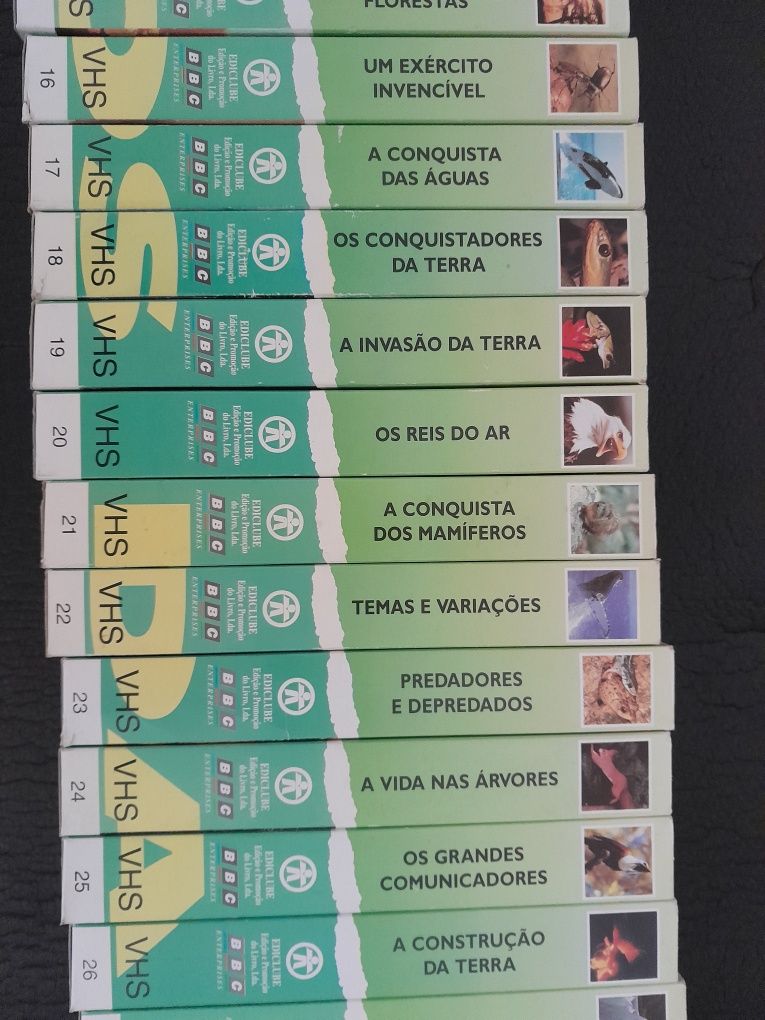 FLORESTAS
VHS
BBC
16
VHS
BBC
ENTERPRISES
EDICLUBE
Edição e Promoção
do Livro, Lda.
UM EXÉRCITO
INVENCÍVEL
17
VHS
BBC
ENTERPRISES
EDICLUBE
Edição e Promoção
do Livro, Lda.
A CONQUISTA
DAS ÁGUAS
18
VHS
BBC
ENTERPRISES
EDICLUBE
Edição e Promoção
do Livro, Lda.
OS CONQUISTADORES
DA TERRA
19
VHS
BBC
ENTERPRISES
EDICLUBE
Edição e Promoção
do Livro, Lda.
A INVASÃO DA TERRA
20
VHS
BBC
ENTERPRISES
EDICLUBE
Edição e Promoção
do Livro, Lda.
OS REIS DO AR
21
VHS
BBC
ENTERPRISES
EDICLUBE
Edição e Promoção
do Livro, Lda.
A CONQUISTA
DOS MAMÍFEROS
22
VHS
BBC
ENTERPRISES
EDICLUBE
Edição e Promoção
do Livro, Lda.
TEMAS E VARIAÇÕES
23
VHS
BBC
ENTERPRISES
EDICLUBE
Edição e Promoção
do Livro, Lda.
PREDADORES
E DEPREDADOS
24
VHS
BBC
ENTERPRISES
EDICLUBE
Edição e Promoção
do Livro, Lda.
A VIDA NAS ÁRVORES
25
VHS
BBC
ENTERPRISES
EDICLUBE
Edição e Promoção
do Livro, Lda.
OS GRANDES
COMUNICADORES
26
VHS
BBC
ENTERPRISES
EDICLUBE
Edição e Promoção
do Livro, Lda.
A CONSTRUÇÃO
DA TERRA